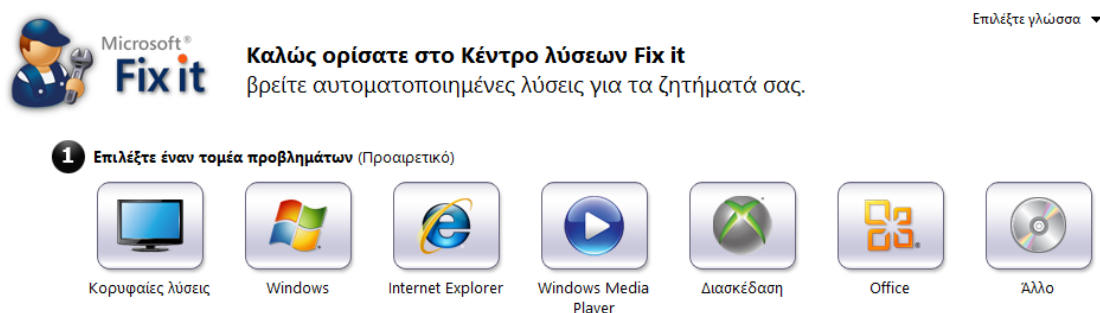 Επιλέξτε γλώσσα
Microsoft®
Fix it
Καλώς ορίσατε στο Κέντρο λύσεων Fix it
βρείτε αυτοματοποιημένες λύσεις για τα ζητήματά σας.
1 Επιλέξτε έναν τομέα προβλημάτων (Προαιρετικό)
Κορυφαίες λύσεις
Windows
Internet Explorer
Windows Media
Player
Διασκέδαση
Office
Άλλο